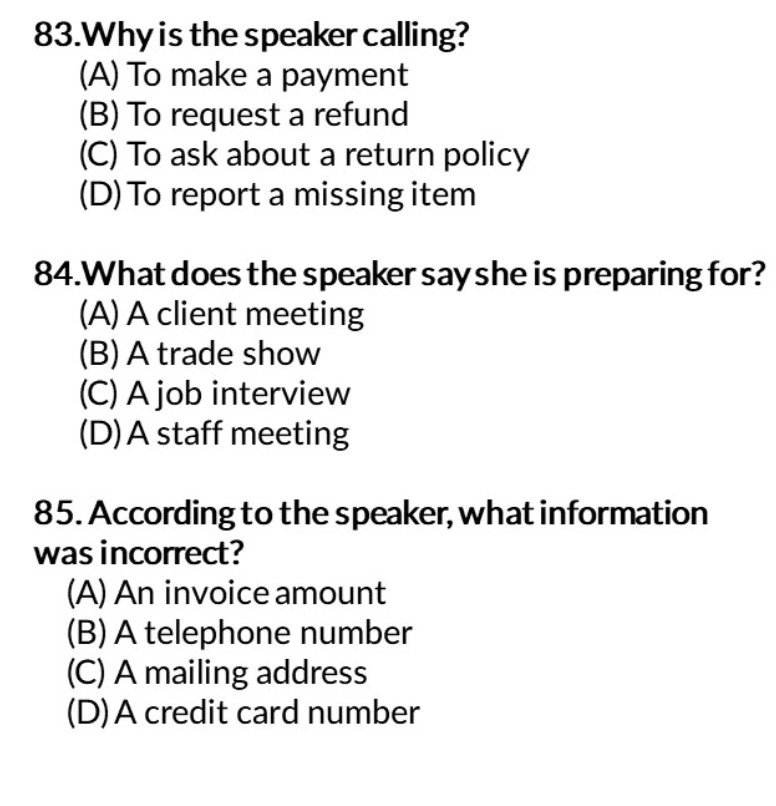 83.Why is the speaker calling?
(A) To make a payment
(B) To request a refund
(C) To ask about a return policy
(D) To report a missing item
84.What does the speaker say she is preparing for?
(A) A client meeting
(B) A trade show
(C) A job interview
(D) A staff meeting
85. According to the speaker, what information
was incorrect?
(A) An invoice amount
(B) A telephone number
(C) A mailing address
(D) A credit card number